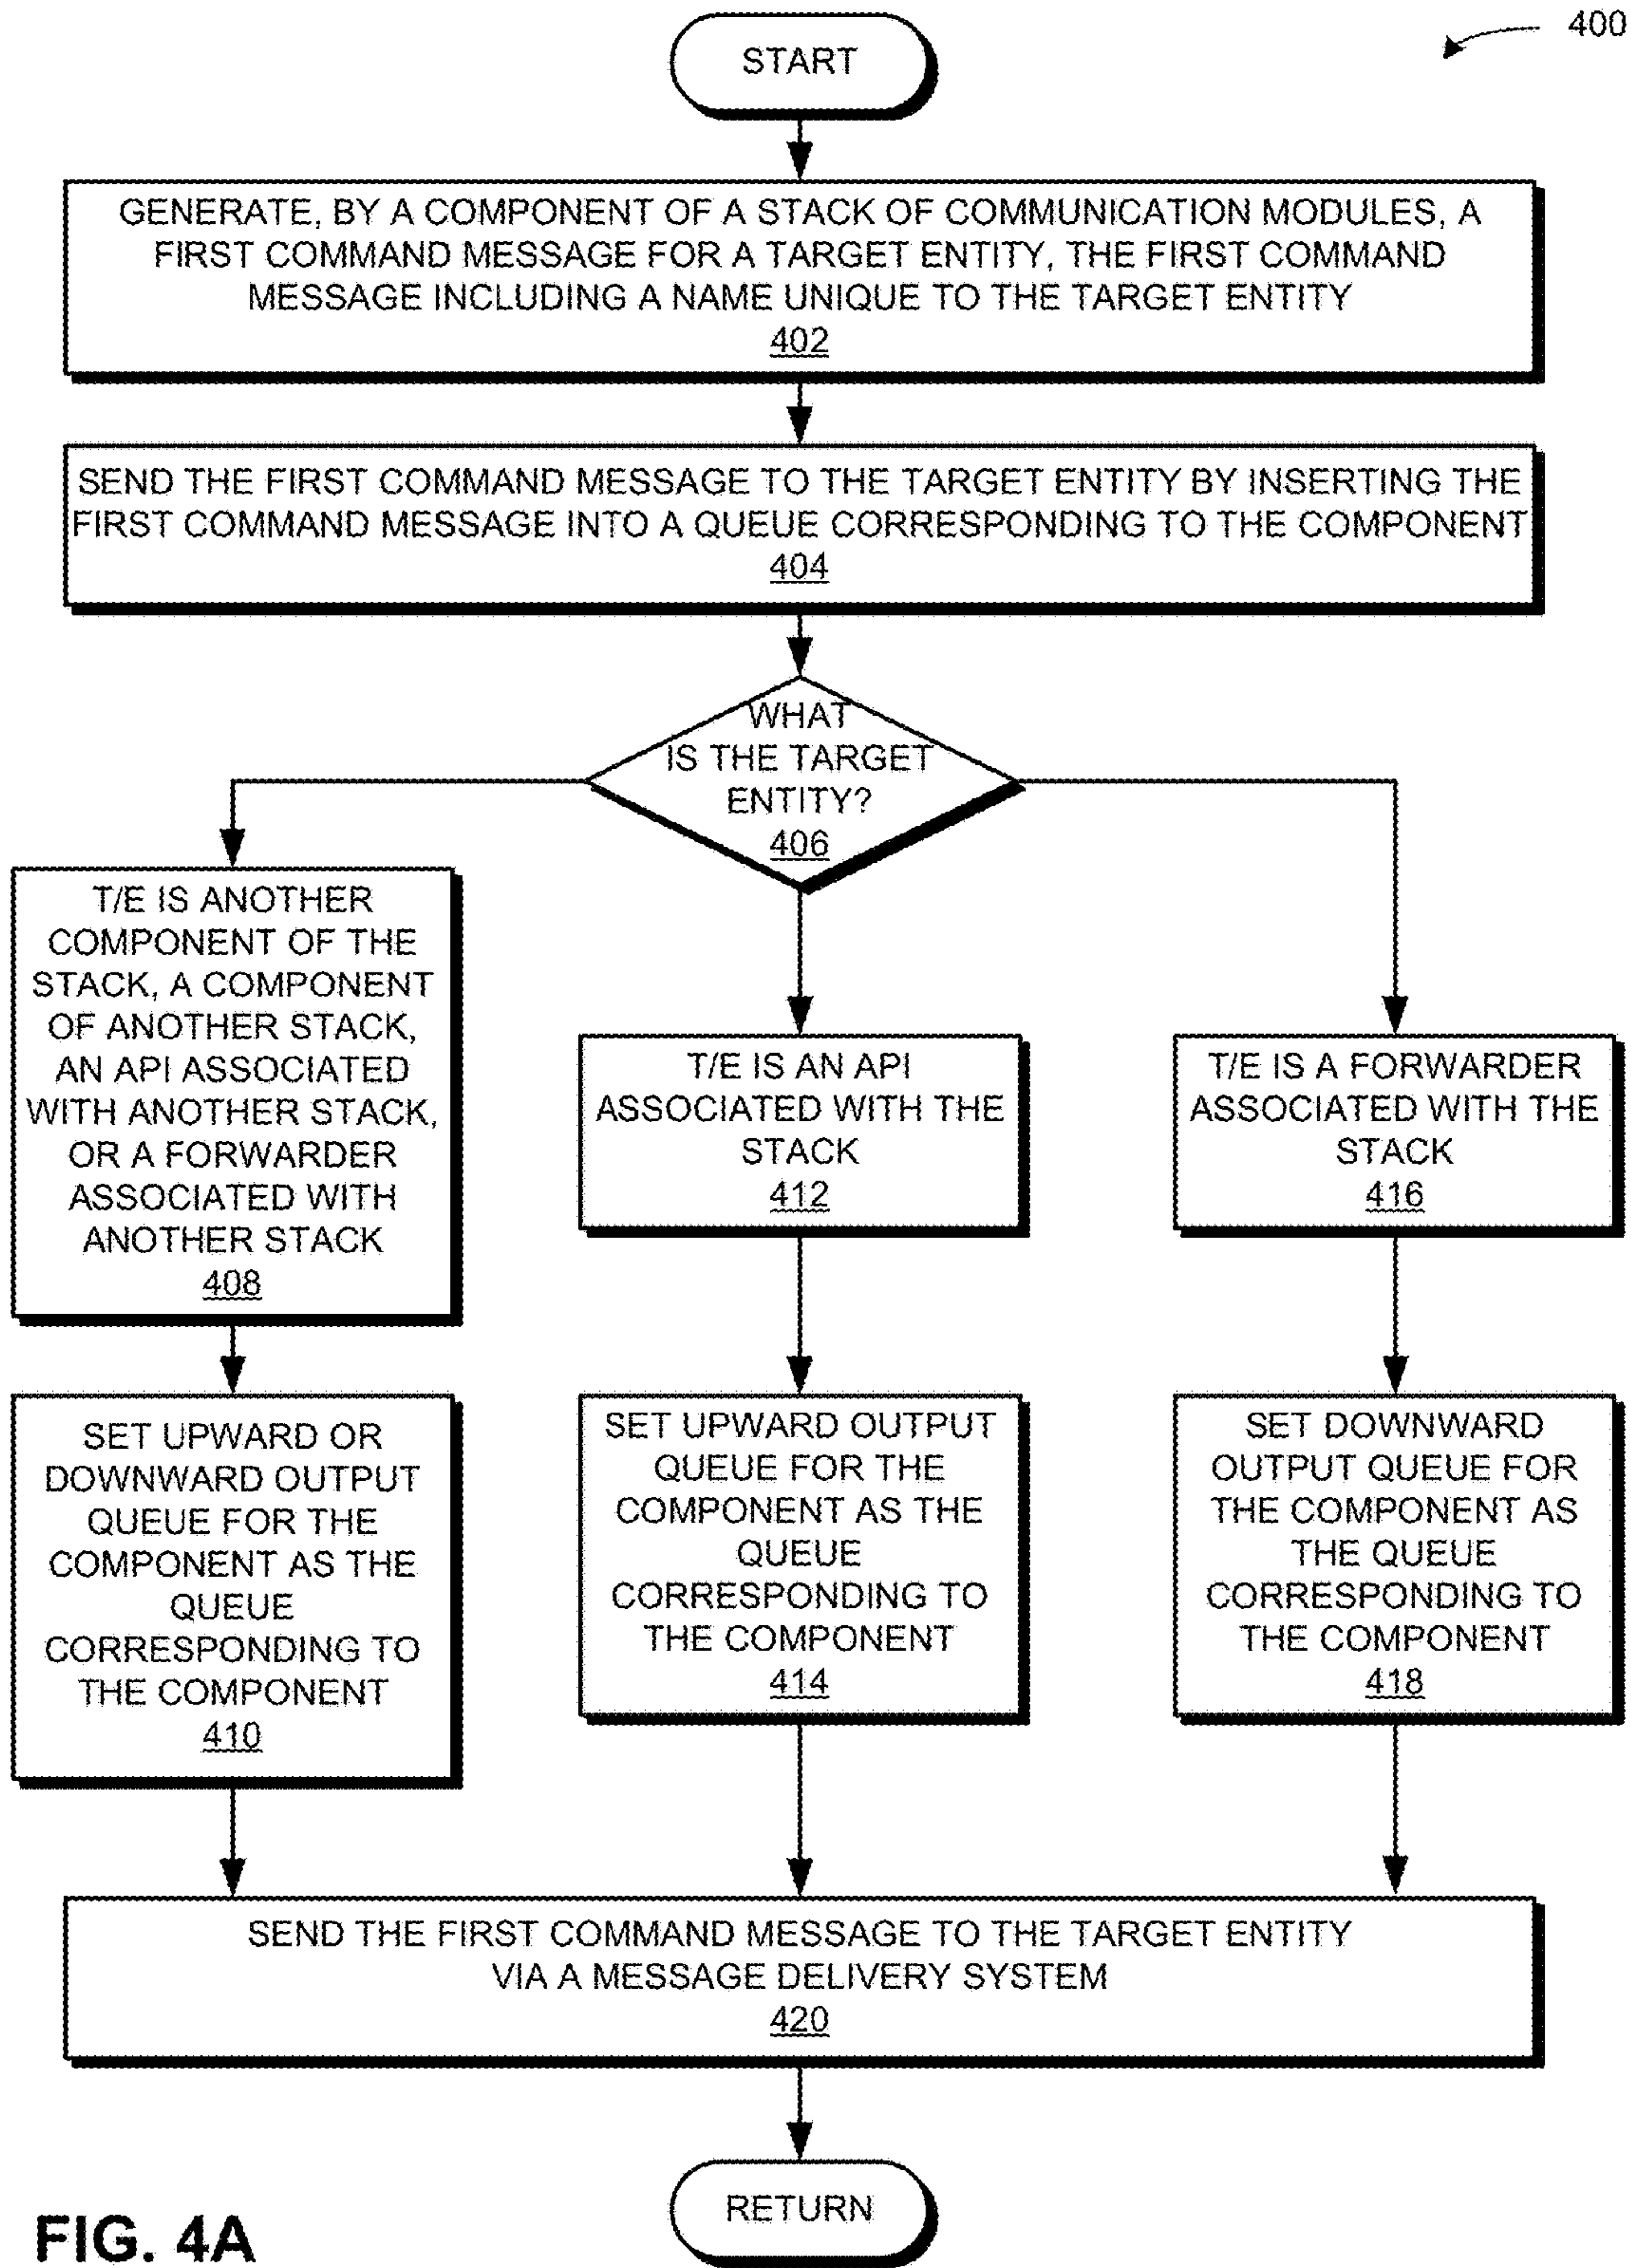 400
START
GENERATE, BY A COMPONENT OF A STACK OF COMMUNICATION MODULES, A
FIRST COMMAND MESSAGE FOR A TARGET ENTITY, THE FIRST COMMAND
MESSAGE INCLUDING A NAME UNIQUE TO THE TARGET ENTITY
402
SEND THE FIRST COMMAND MESSAGE TO THE TARGET ENTITY BY INSERTING THE
FIRST COMMAND MESSAGE INTO A QUEUE CORRESPONDING TO THE COMPONENT
404
WHAT
IS THE TARGET
ENTITY?
406
T/E IS ANOTHER
COMPONENT OF THE
STACK, A COMPONENT
OF ANOTHER STACK,
AN API ASSOCIATED
WITH ANOTHER STACK,
OR A FORWARDER
ASSOCIATED WITH
ANOTHER STACK
408
T/E IS AN API
ASSOCIATED WITH THE
STACK
412
T/E IS A FORWARDER
ASSOCIATED WITH THE
STACK
416
SET UPWARD OR
DOWNWARD OUTPUT
QUEUE FOR THE
COMPONENT AS THE
QUEUE
CORRESPONDING TO
THE COMPONENT
410
SET UPWARD OUTPUT
QUEUE FOR THE
COMPONENT AS THE
QUEUE
CORRESPONDING TO
THE COMPONENT
414
SET DOWNWARD
OUTPUT QUEUE FOR
THE COMPONENT AS
THE QUEUE
CORRESPONDING TO
THE COMPONENT
418
SEND THE FIRST COMMAND MESSAGE TO THE TARGET ENTITY
VIA A MESSAGE DELIVERY SYSTEM
420
RETURN
FIG. 4A